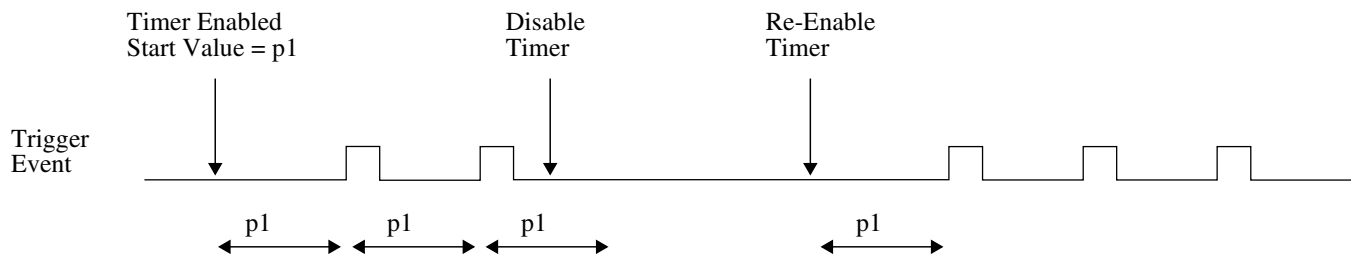 Timer Enabled
Start Value = p1
Disable
Timer
Re-Enable
Timer
Trigger
Event
p1
p1
p1
p1